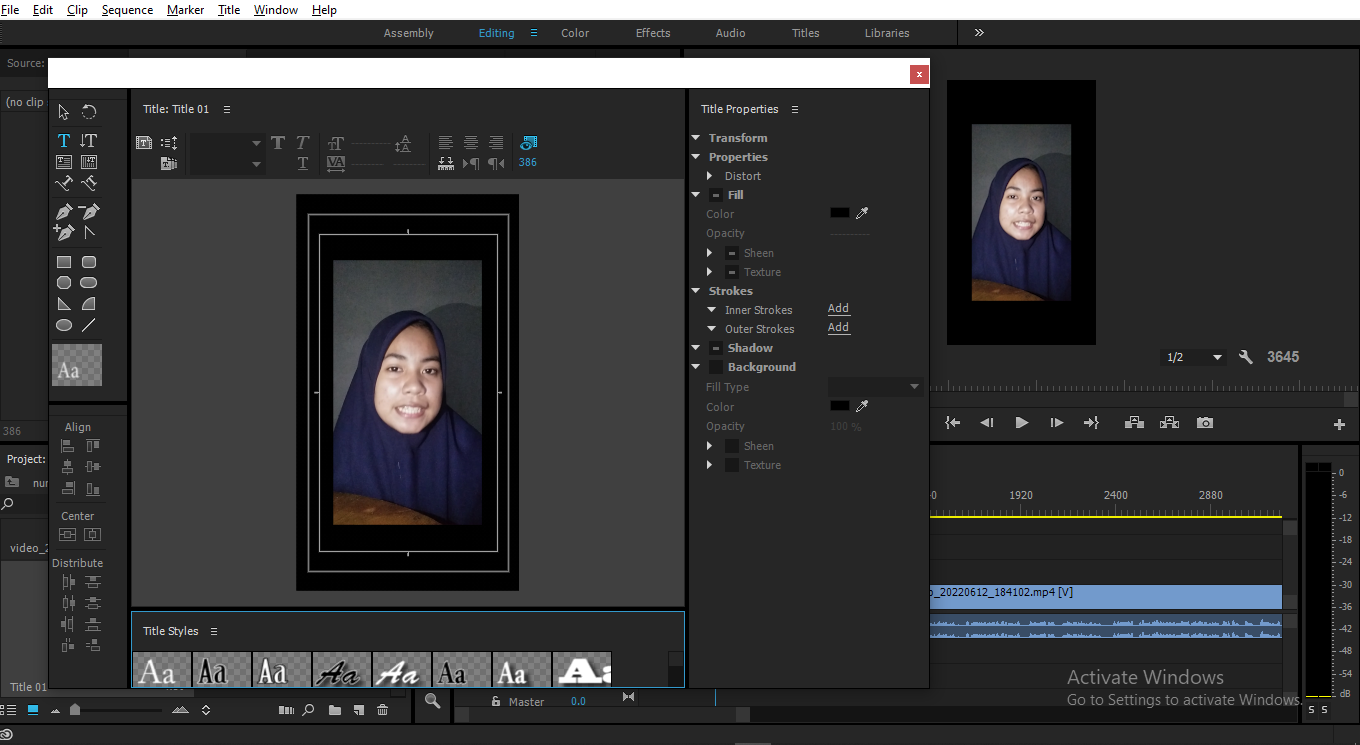 File Edit Clip Sequence Marker Title Window Help
Assembly Editing Color Effects Audio Titles Libraries
Source:
(no clip
Title: Title 01
386
Aa
Align
Center
Distribute
Title Properties
Transform
Properties
Distort
Fill
Color
Opacity
Sheen
Texture
Strokes
Inner Strokes Add
Outer Strokes Add
Shadow
Background
Fill Type
Color
Opacity 100 %
Sheen
Texture
1/2 3645
386
Project:
video_2
Title 01
Title Styles
Aa Aa Aa Aa Aa Aa Aa
1920 2400 2880
_20220612_184102.mp4 [V]
Master 0.0
0
-6
-12
-18
-24
-30
-36
-42
-48
-54
dB
S S
Activate Windows
Go to Settings to activate Windows.